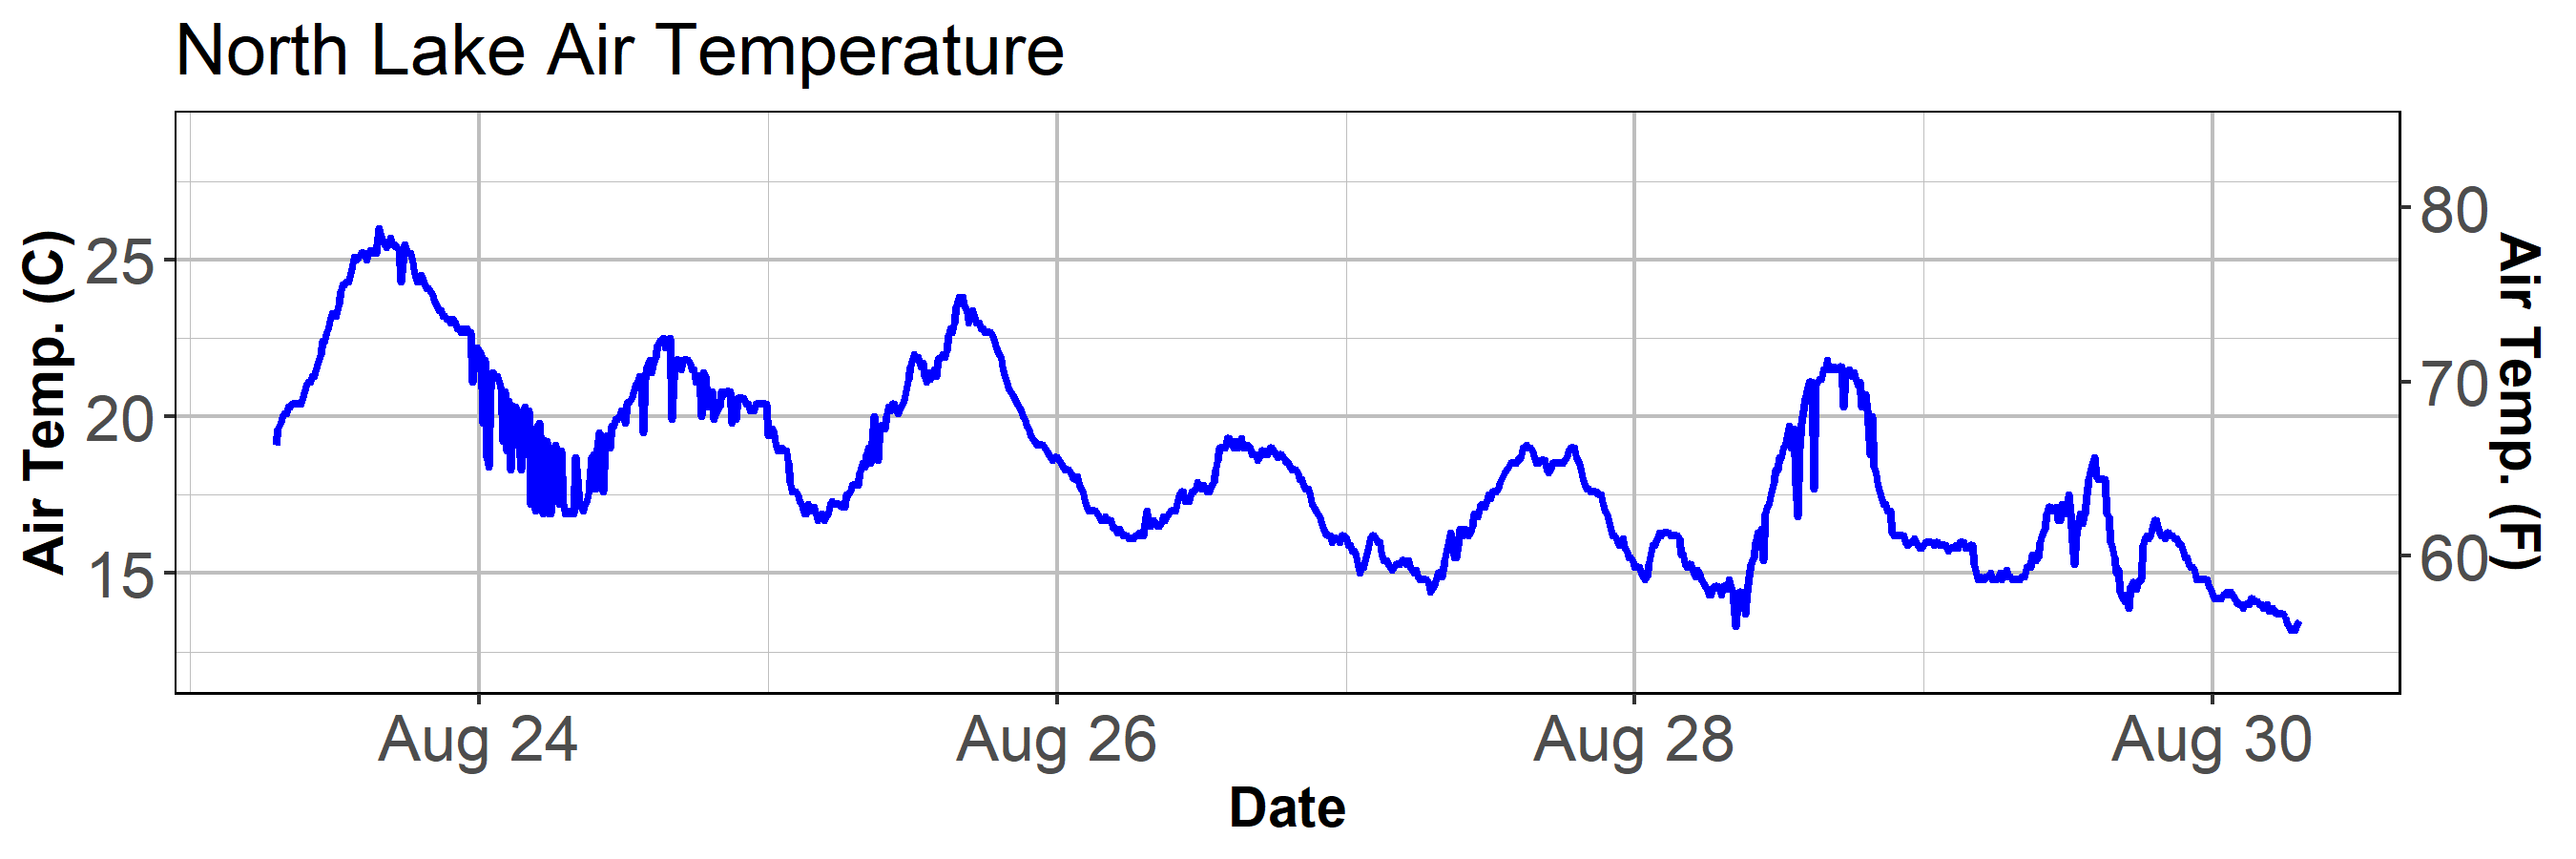 North Lake Air Temperature
Air Temp. (C)
25
20
15
80
70
60
Air Temp. (F)
Aug 24
Aug 26
Aug 28
Aug 30
Date